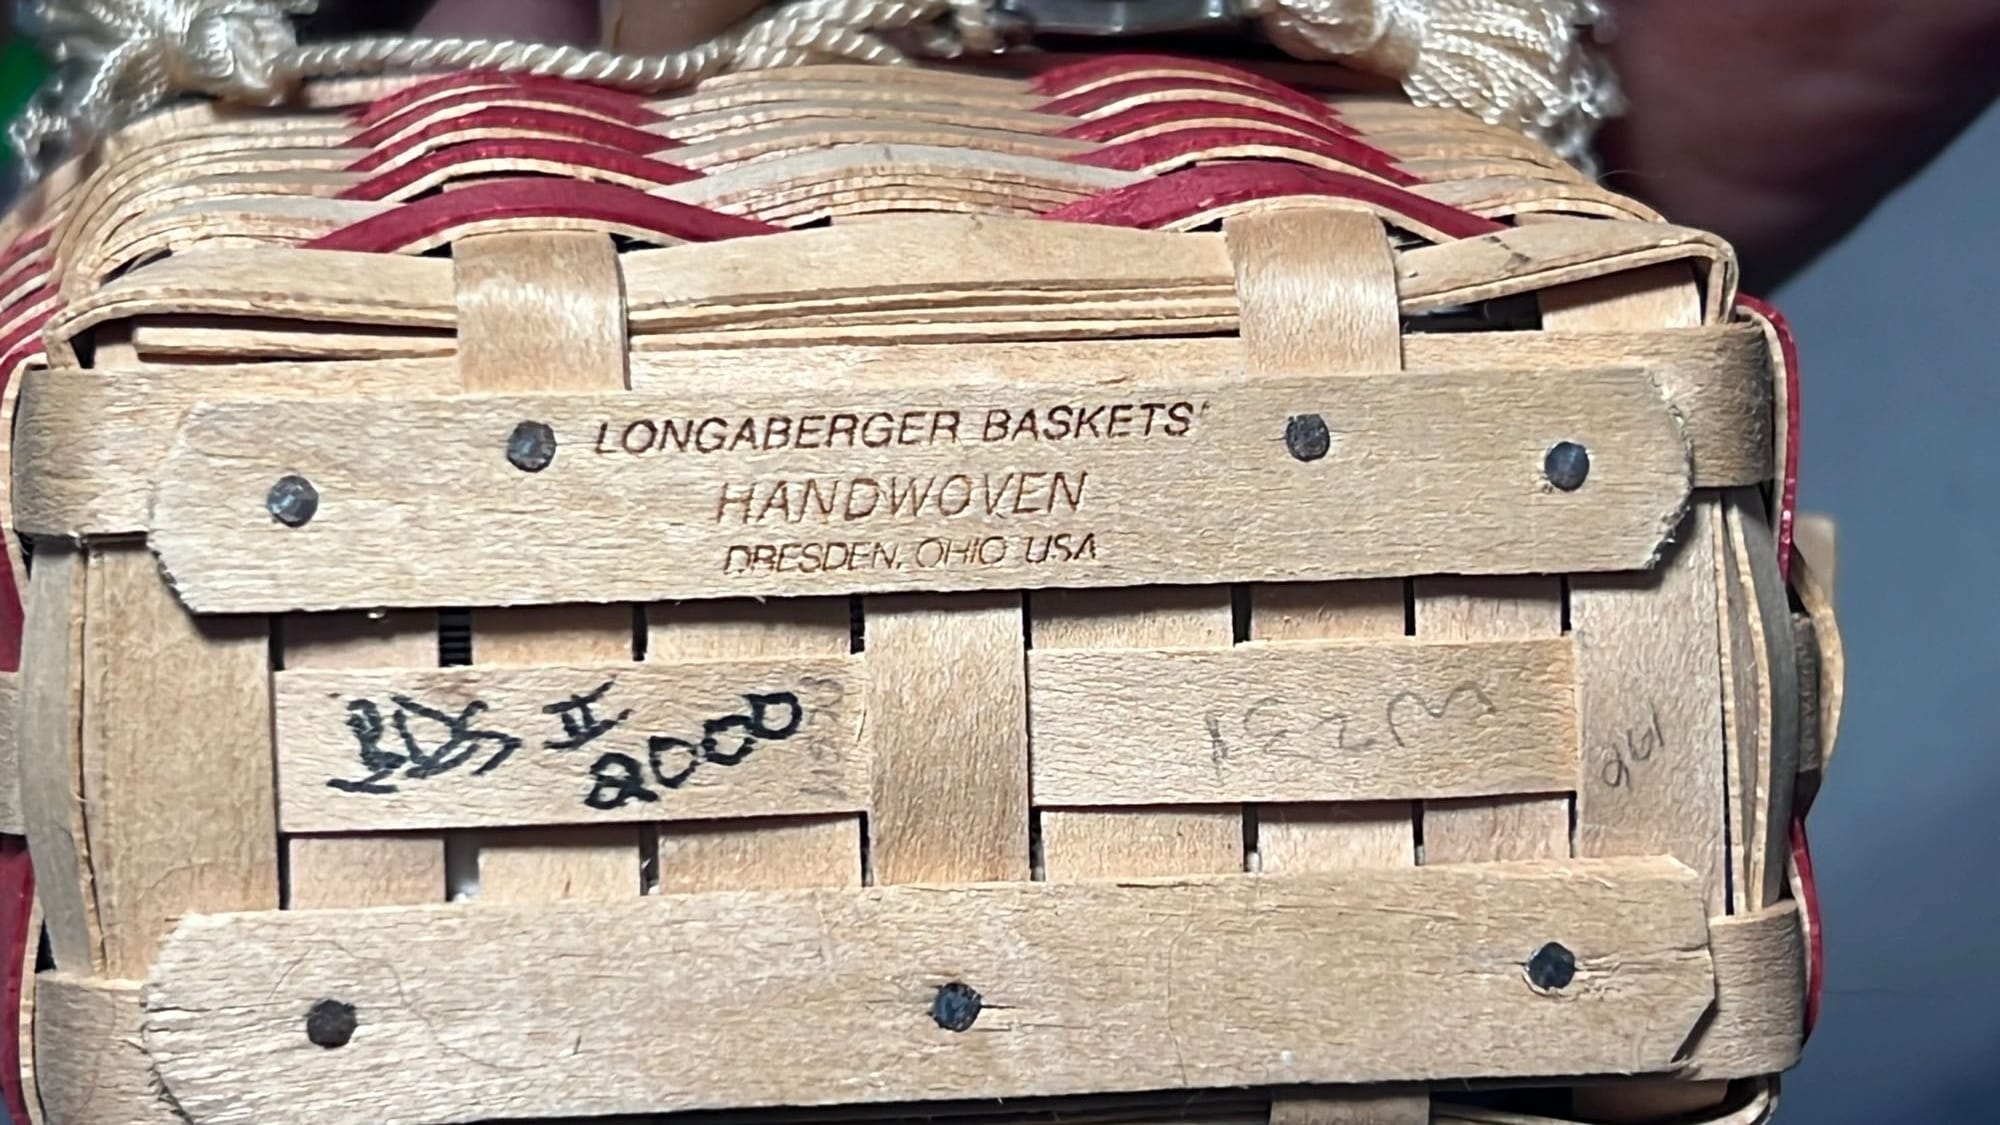 LONGABERGER BASKETS
HANDWOVEN
DRESDEN, OHIO USA
BDS II
2000